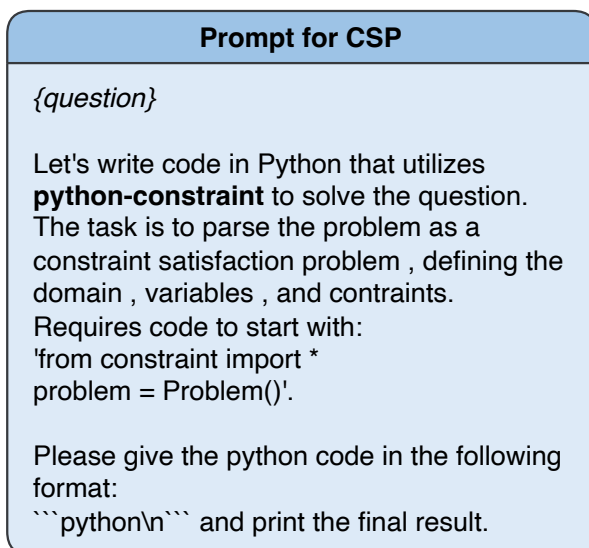 Prompt for CSP
{question}
Let's write code in Python that utilizes
python-constraint to solve the question.
The task is to parse the problem as a
constraint satisfaction problem , defining the
domain , variables , and contraints.
Requires code to start with:
'from constraint import *
problem = Problem()'.
Please give the python code in the following
format:
```python\n``` and print the final result.